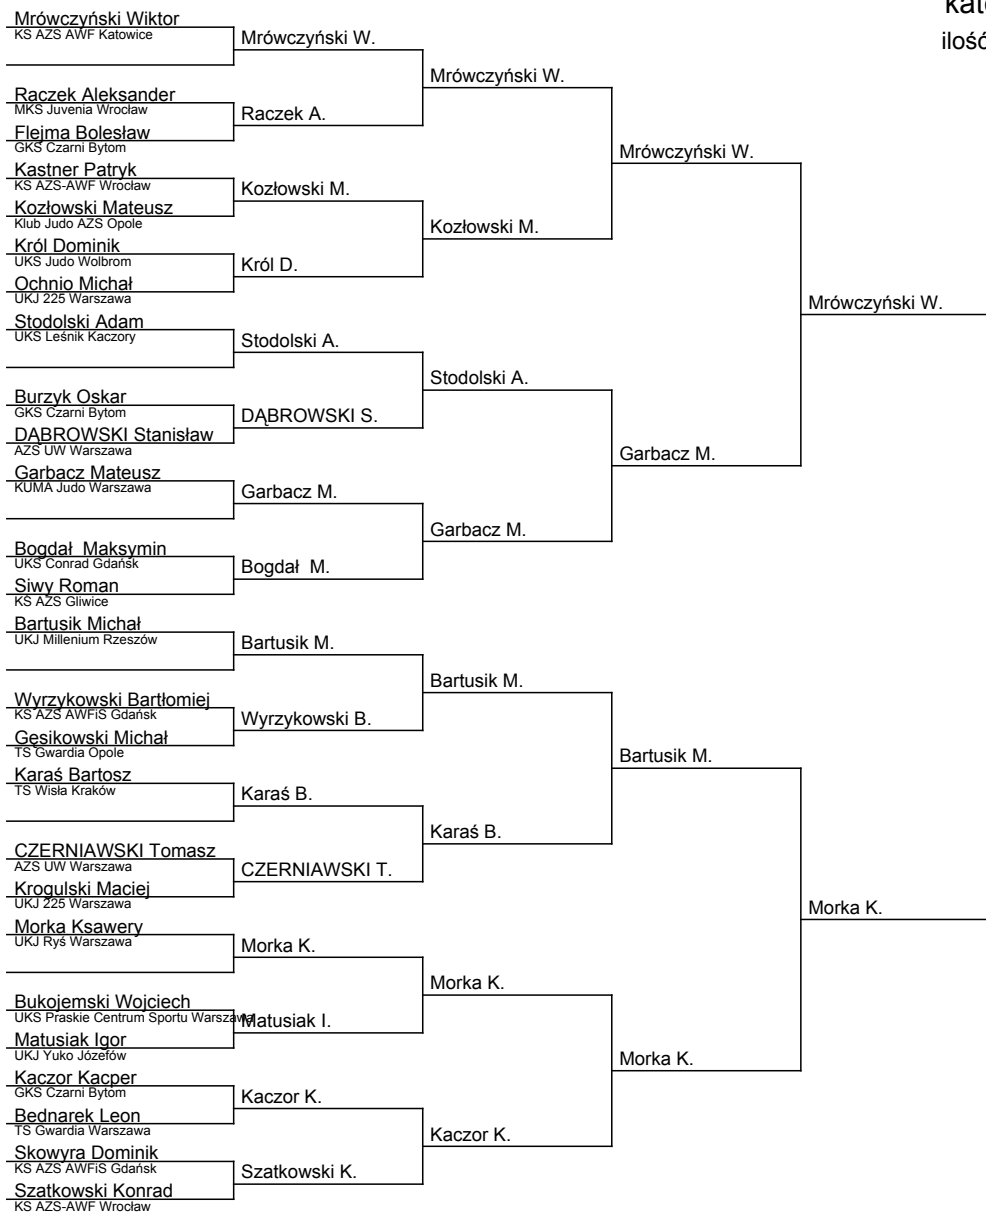 Mrówczyński Wiktor
KS AZS AWF Katowice
Raczek Aleksander
MKS Juvenia Wrocław
Flejma Bolesław
GKS Czarni Bytom
Kastner Patryk
KS AZS-AWF Wrocław
Kozłowski Mateusz
Klub Judo AZS Opole
Król Dominik
UKS Judo Wolbrom
Ochnio Michał
UKJ 225 Warszawa
Stodolski Adam
UKS Leśnik Kaczory
Burzyk Oskar
GKS Czarni Bytom
DĄBROWSKI Stanisław
AZS UW Warszawa
Garbacz Mateusz
KUMA Judo Warszawa
Bogdał  Maksymin
UKS Conrad Gdańsk
Siwy Roman
KS AZS Gliwice
Bartusik Michał
UKJ Millenium Rzeszów
Wyrzykowski Bartłomiej
KS AZS AWFiS Gdańsk
Gęsikowski Michał
TS Gwardia Opole
Karaś Bartosz
TS Wisła Kraków
CZERNIAWSKI Tomasz
AZS UW Warszawa
Krogulski Maciej
UKJ 225 Warszawa
Morka Ksawery
UKJ Ryś Warszawa
Bukojemski Wojciech
UKS Praskie Centrum Sportu Warszawa
Matusiak Igor
UKJ Yuko Józefów
Kaczor Kacper
GKS Czarni Bytom
Bednarek Leon
TS Gwardia Warszawa
Skowyra Dominik
KS AZS AWFiS Gdańsk
Szatkowski Konrad
KS AZS-AWF Wrocław
Mrówczyński W.
Raczek A.
Kozłowski M.
Król D.
Stodolski A.
DĄBROWSKI S.
Garbacz M.
Bogdał  M.
Bartusik M.
Wyrzykowski B.
Karaś B.
CZERNIAWSKI T.
Morka K.
Matusiak I.
Kaczor K.
Szatkowski K.
Mrówczyński W.
Kozłowski M.
Stodolski A.
Garbacz M.
Bartusik M.
Karaś B.
Morka K.
Kaczor K.
Mrówczyński W.
Garbacz M.
Bartusik M.
Morka K.
Mrówczyński W.
Morka K.
ilość